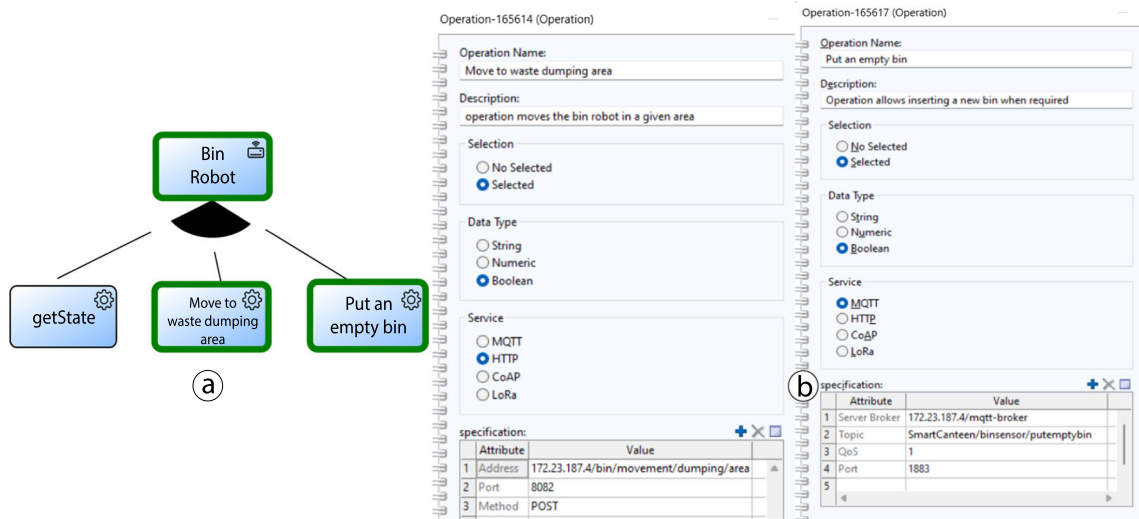 Bin
Robot
getState
Move to
waste dumping
area
Put an
empty bin
a
Operation-165614 (Operation)
Operation Name:
Move to waste dumping area
Description:
operation moves the bin robot in a given area
Selection
No Selected
Selected
Data Type
String
Numeric
Boolean
Service
MQTT
HTTP
CoAP
LoRa
specification:
Attribute Value
1 Address 172.23.187.4/bin/movement/dumping/area
2 Port 8082
3 Method POST
b
Operation-165617 (Operation)
Operation Name:
Put an empty bin
Description:
Operation allows inserting a new bin when required
Selection
No Selected
Selected
Data Type
String
Numeric
Boolean
Service
MQTT
HTTP
CoAP
LoRa
specification:
Attribute Value
1 Server Broker 172.23.187.4/mqtt-broker
2 Topic SmartCanteen/binsensor/putemptybin
3 QoS 1
4 Port 1883
5